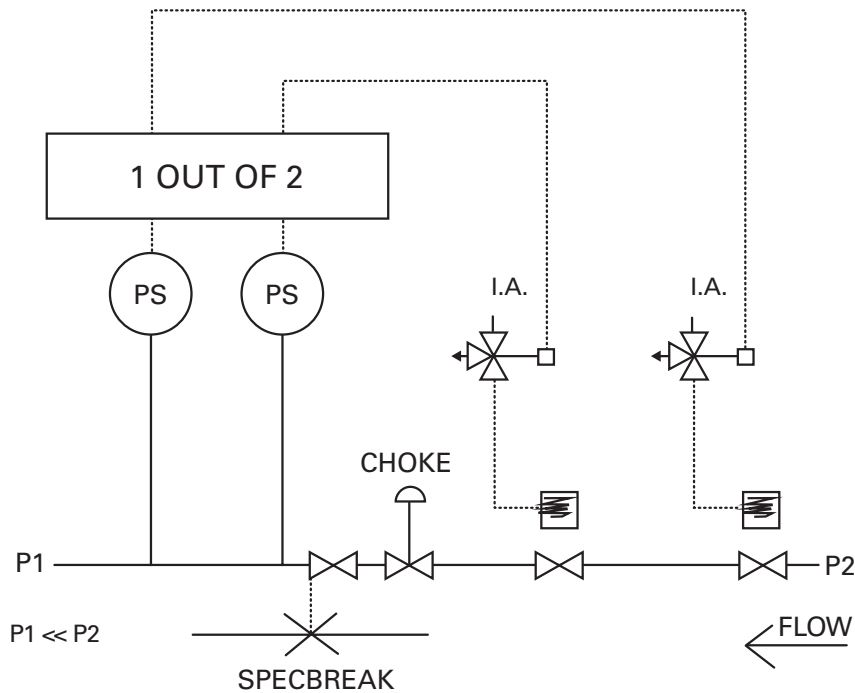 1 OUT OF 2
PS
PS
I.A.
I.A.
CHOKE
P1
P2
P1 << P2
FLOW
SPECBREAK